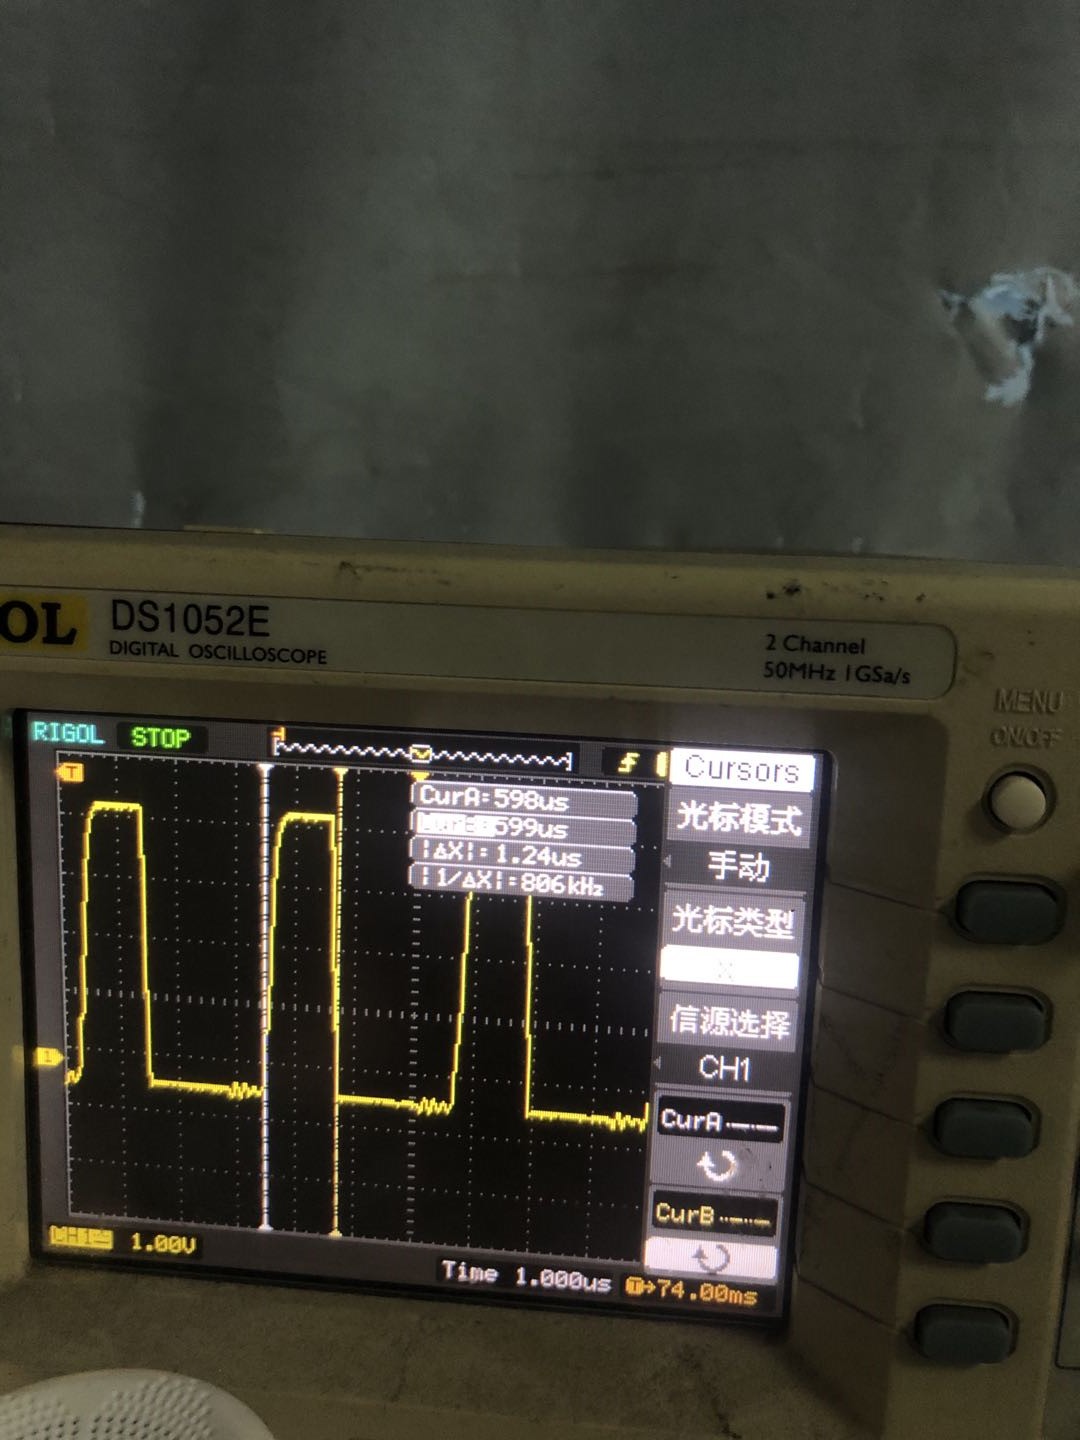 OL DS1052E
DIGITAL OSCILLOSCOPE
2 Channel
50MHz 1GSa/s
MENU
ON/OFF
RIGOL STOP
T
CurA:598us
599us
|ΔX|: 1.24us
|1/ΔX|:806kHz
1
CH1 1.00V
Time 1.000us T→74.00ms
Cursors
光标模式
手动
光标类型
X
信源选择
CH1
CurA
CurB